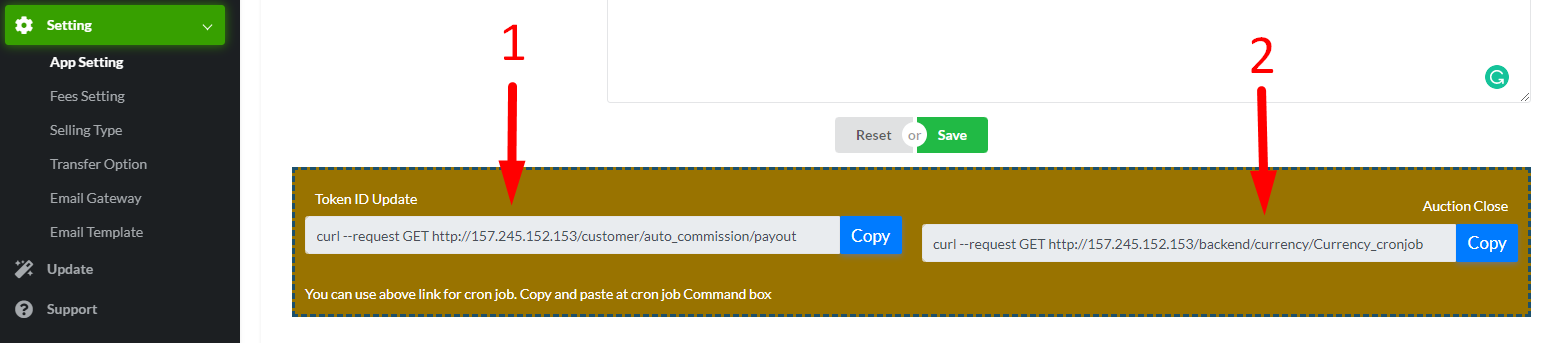 Setting
App Setting
Fees Setting
Selling Type
Transfer Option
Email Gateway
Email Template
Update
Support
1
2
Reset or Save
Token ID Update
curl --request GET http://157.245.152.153/customer/auto_commission/payout Copy
Auction Close
curl --request GET http://157.245.152.153/backend/currency/Currency_cronjob Copy
You can use above link for cron job. Copy and paste at cron job Command box